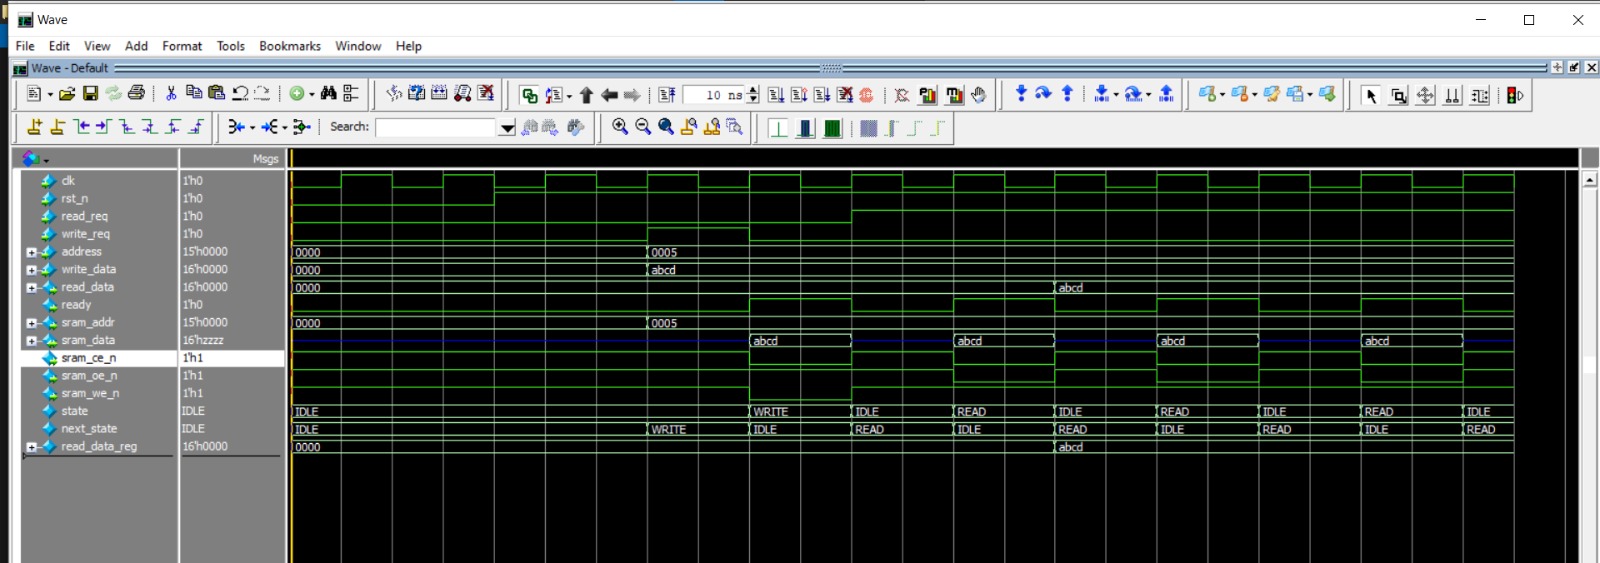 Wave
File Edit View Add Format Tools Bookmarks Window Help
Wave - Default
10 ns
Search:
Msgs
clk 1'h0
rst_n 1'h0
read_req 1'h0
write_req 1'h0
address 15'h0000 0000 0005
write_data 16'h0000 0000 abcd
read_data 16'h0000 0000 abcd
ready 1'h0
sram_addr 15'h0000 0000 0005
sram_data 16'hzzzz abcd abcd abcd abcd
sram_ce_n 1'h1
sram_oe_n 1'h1
sram_we_n 1'h1
state IDLE IDLE WRITE IDLE READ IDLE READ IDLE READ IDLE
next_state IDLE IDLE WRITE IDLE READ IDLE READ IDLE READ IDLE READ
read_data_reg 16'h0000 0000 abcd